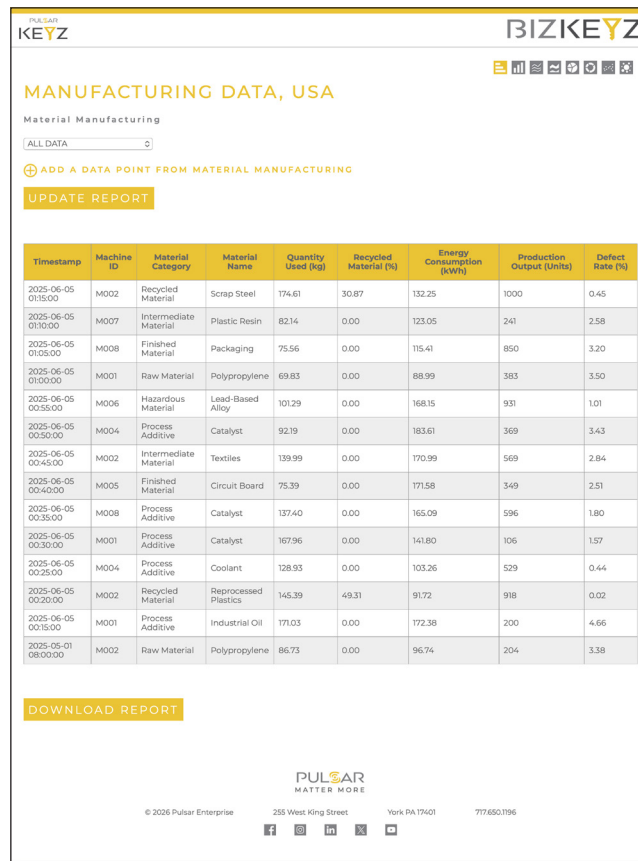 PULSAR
KEYZ
BIZKEYZ
MANUFACTURING DATA, USA
Material Manufacturing
ALL DATA
ADD A DATA POINT FROM MATERIAL MANUFACTURING
UPDATE REPORT
Timestamp Machine ID Material Category Material Name Quantity Used (kg) Recycled Material (%) Energy Consumption (kWh) Production Output (Units) Defect Rate (%)
2025-06-05 01:15:00 M002 Recycled Material Scrap Steel 174.61 30.87 132.25 1000 0.45
2025-06-05 01:10:00 M007 Intermediate Material Plastic Resin 82.14 0.00 123.05 241 2.58
2025-06-05 01:05:00 M008 Finished Material Packaging 75.56 0.00 115.41 850 3.20
2025-06-05 01:00:00 M001 Raw Material Polypropylene 69.83 0.00 88.99 383 3.50
2025-06-05 00:55:00 M006 Hazardous Material Lead-Based Alloy 101.29 0.00 168.15 931 1.01
2025-06-05 00:50:00 M004 Process Additive Catalyst 92.19 0.00 183.61 369 3.43
2025-06-05 00:45:00 M002 Intermediate Material Textiles 139.99 0.00 170.99 569 2.84
2025-06-05 00:40:00 M005 Finished Material Circuit Board 75.39 0.00 171.58 349 2.51
2025-06-05 00:35:00 M008 Process Additive Catalyst 137.40 0.00 165.09 596 1.80
2025-06-05 00:30:00 M001 Process Additive Catalyst 167.96 0.00 141.80 106 1.57
2025-06-05 00:25:00 M004 Process Additive Coolant 128.93 0.00 103.26 529 0.44
2025-06-05 00:20:00 M002 Recycled Material Reprocessed Plastics 145.39 49.31 91.72 918 0.02
2025-06-05 00:15:00 M001 Process Additive Industrial Oil 171.03 0.00 172.38 200 4.66
2025-05-01 08:00:00 M002 Raw Material Polypropylene 86.73 0.00 96.74 204 3.38
DOWNLOAD REPORT
PULSAR
MATTER MORE
© 2026 Pulsar Enterprise 255 West King Street York PA 17401 717.650.1196